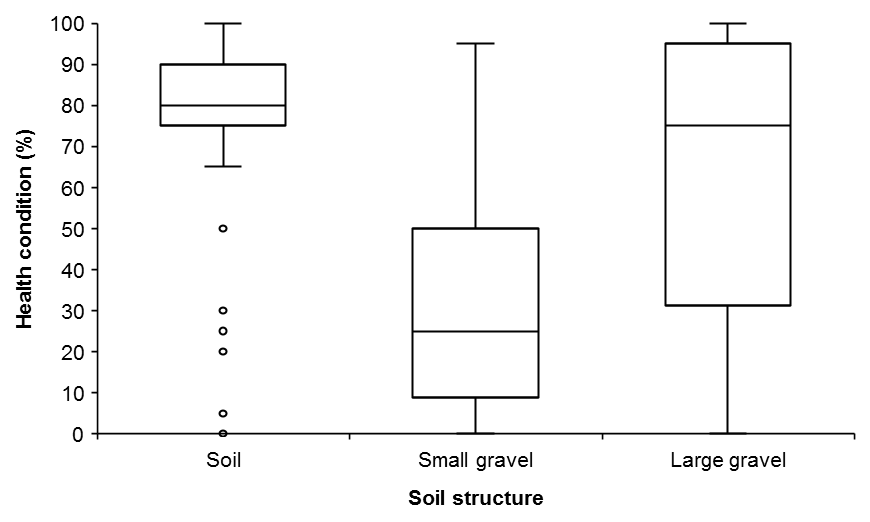 Health condition (%)
100
90
80
70
60
50
40
30
20
10
0
Soil
Small gravel
Large gravel
Soil structure